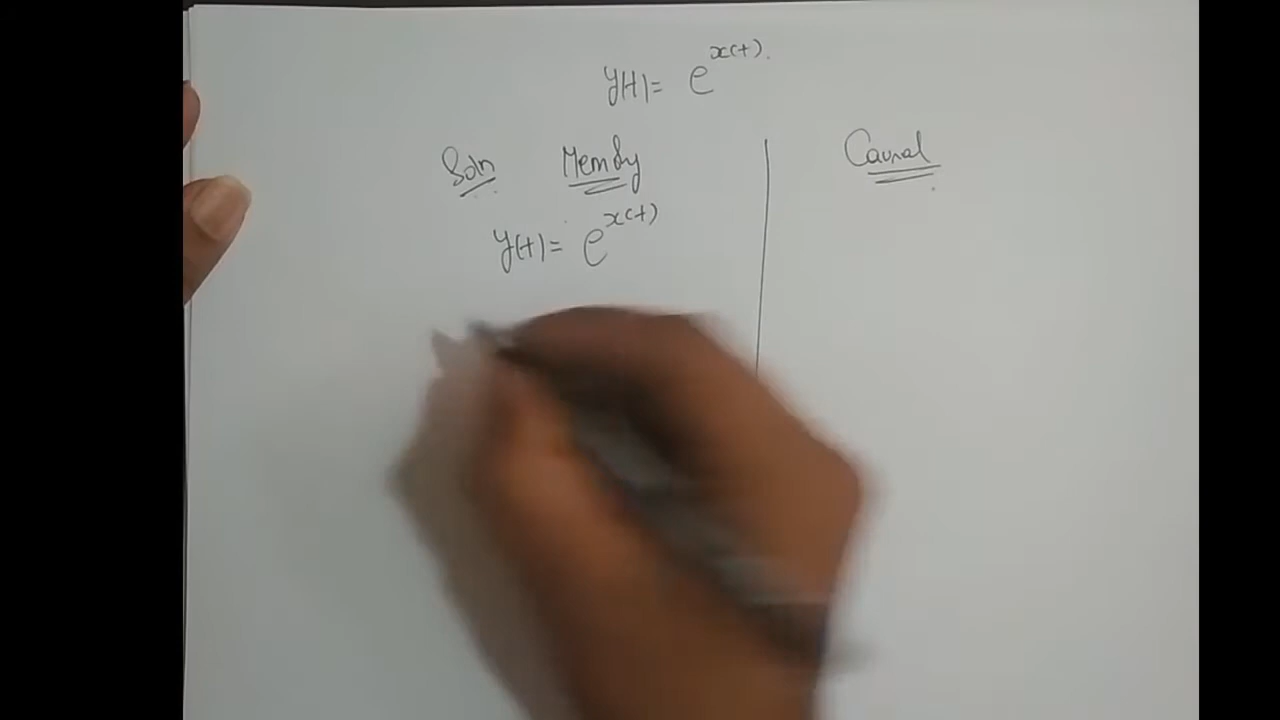 y(t)= e^x(t).
Soln Memory Causal
y(t)= e^x(t)